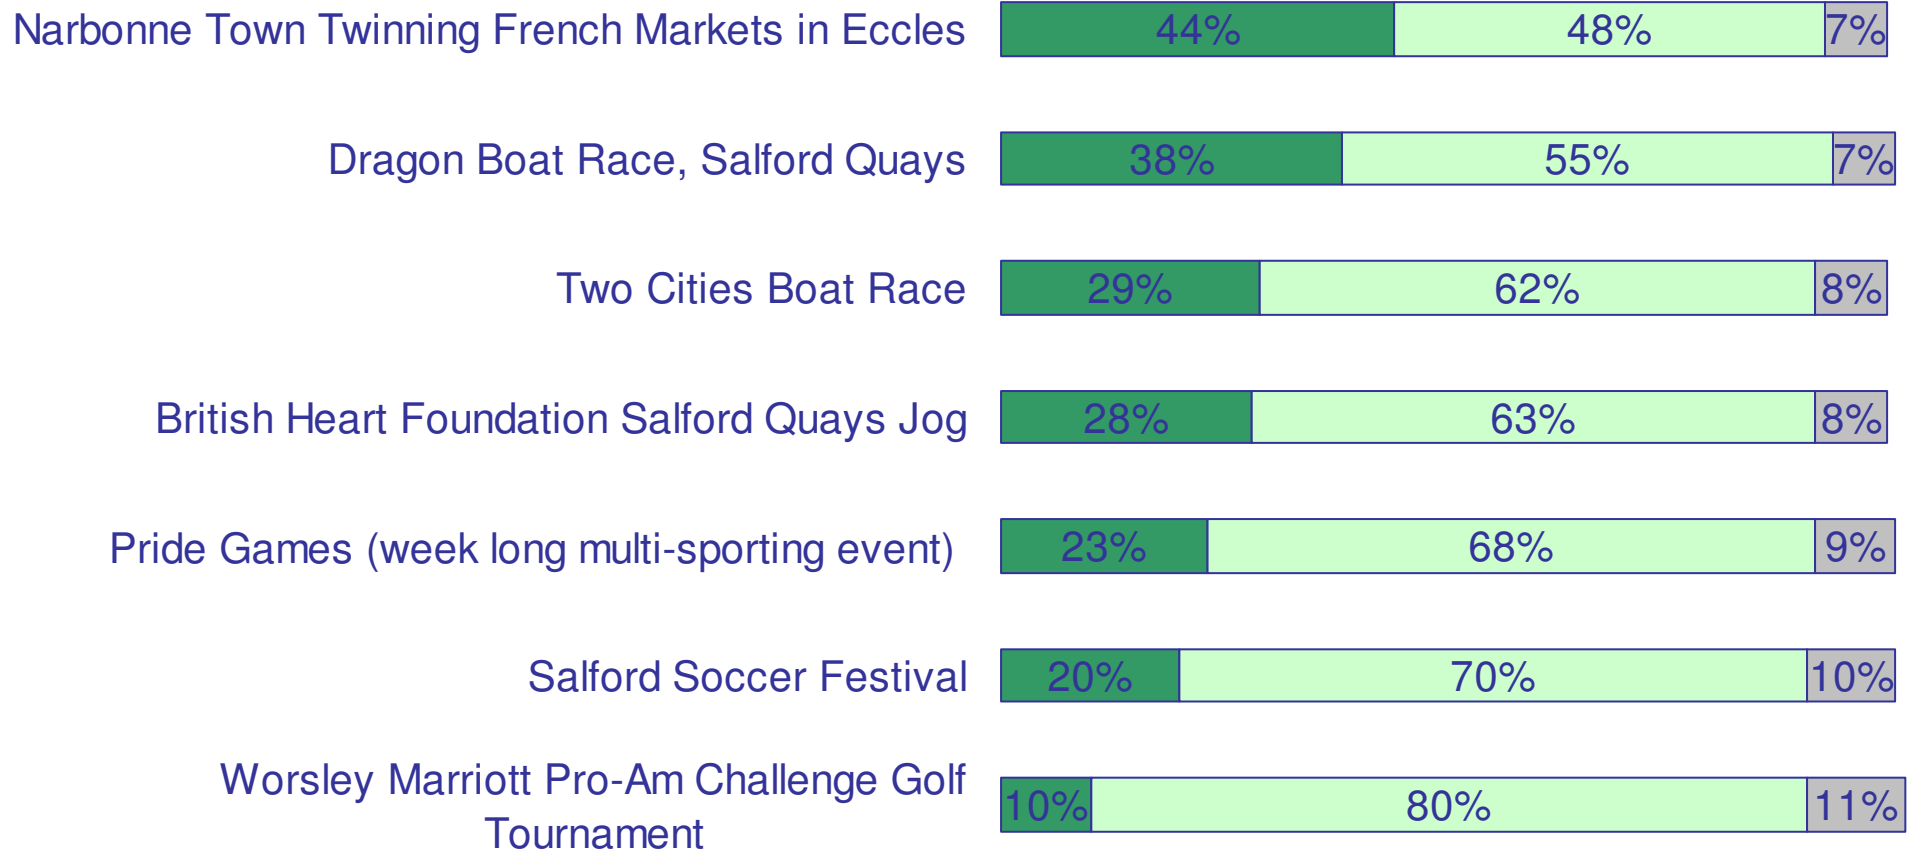 Narbonne Town Twinning French Markets in Eccles 44% 48% 7%
Dragon Boat Race, Salford Quays 38% 55% 7%
Two Cities Boat Race 29% 62% 8%
British Heart Foundation Salford Quays Jog 28% 63% 8%
Pride Games (week long multi-sporting event) 23% 68% 9%
Salford Soccer Festival 20% 70% 10%
Worsley Marriott Pro-Am Challenge Golf
Tournament 10% 80% 11%